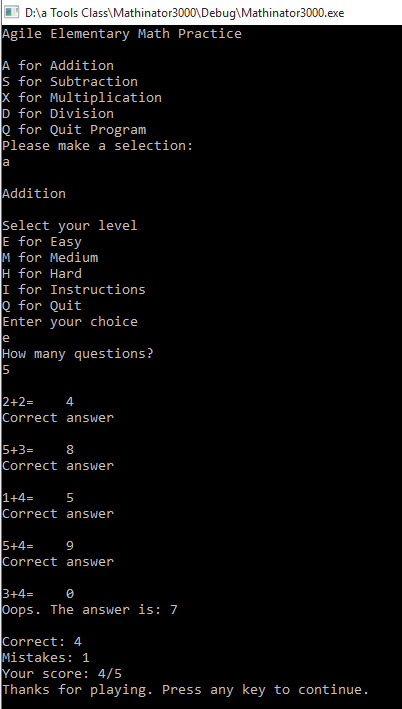 D:\a Tools Class\Mathinator3000\Debug\Mathinator3000.exe
Agile Elementary Math Practice
A for Addition
S for Subtraction
X for Multiplication
D for Division
Q for Quit Program
Please make a selection:
a
Addition
Select your level
E for Easy
M for Medium
H for Hard
I for Instructions
Q for Quit
Enter your choice
e
How many questions?
5
2+2=    4
Correct answer
5+3=    8
Correct answer
1+4=    5
Correct answer
5+4=    9
Correct answer
3+4=    0
Oops. The answer is: 7
Correct: 4
Mistakes: 1
Your score: 4/5
Thanks for playing. Press any key to continue.